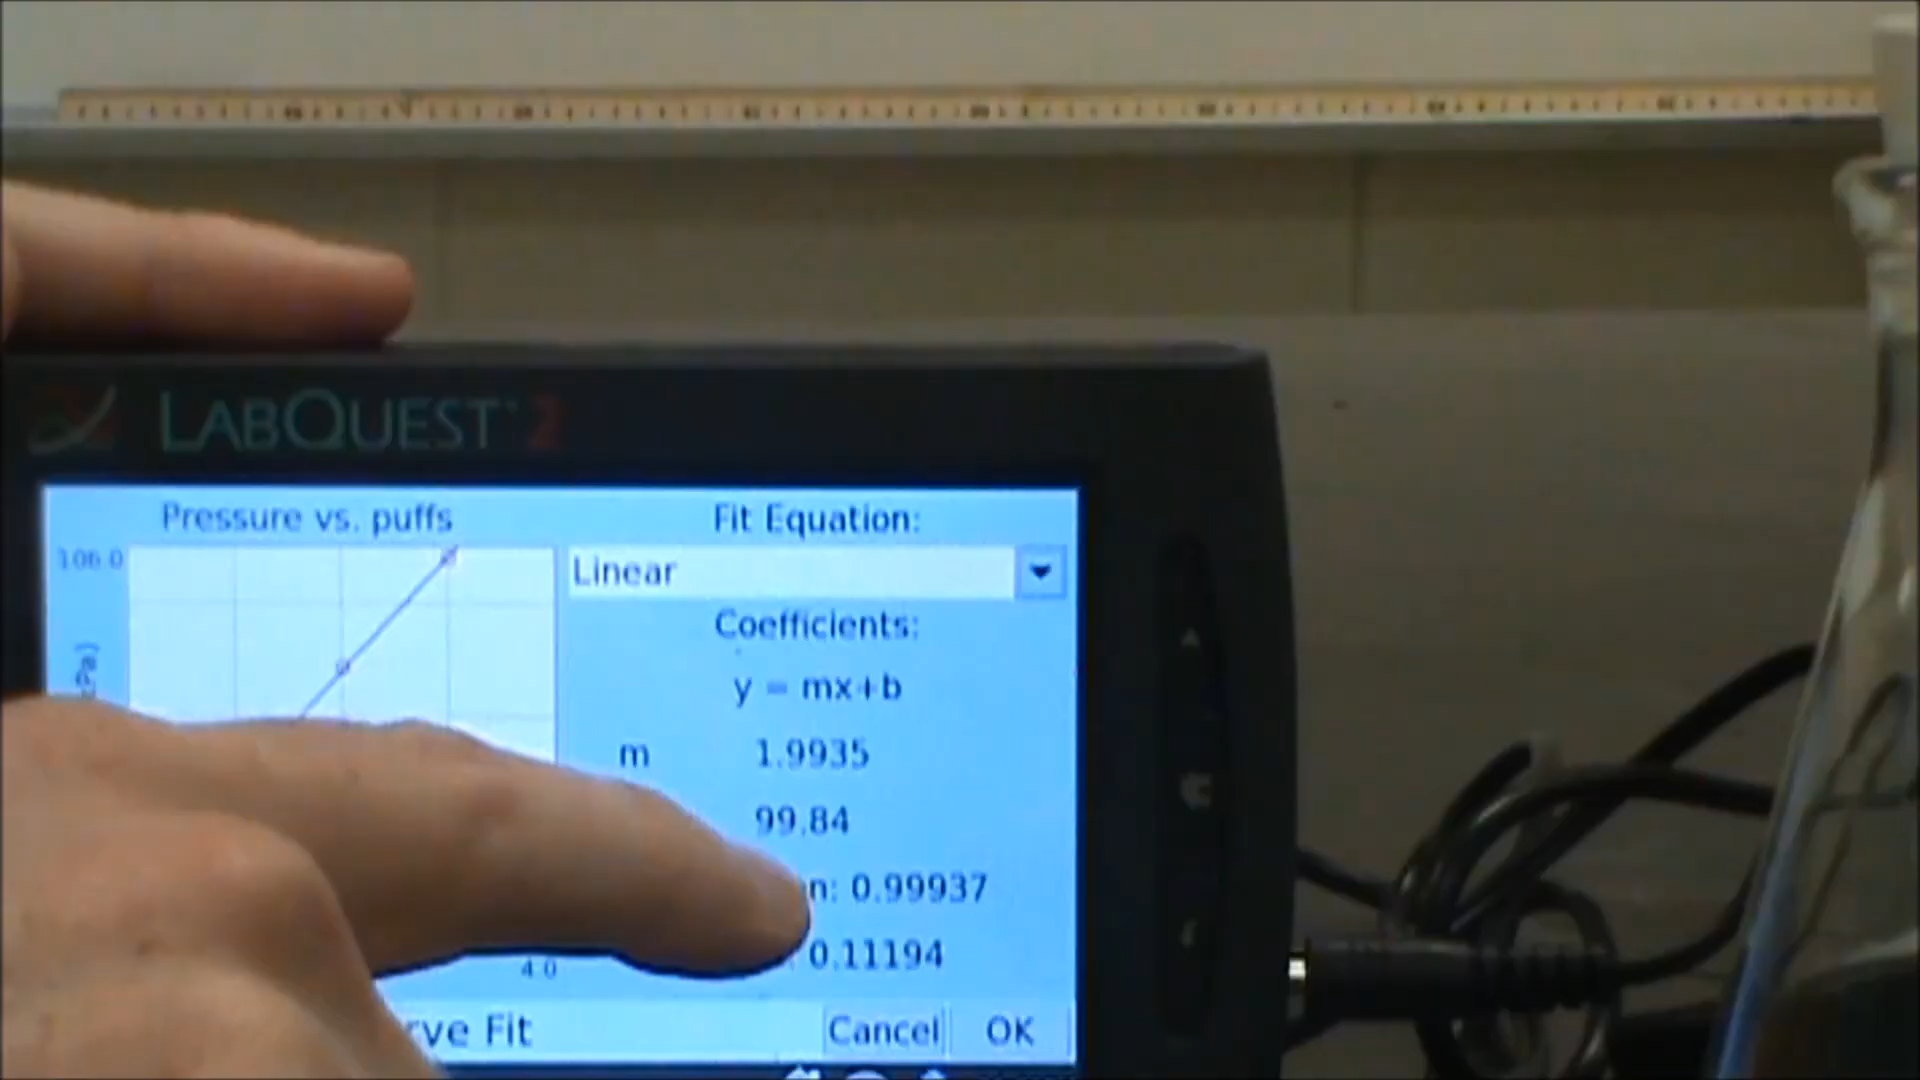 LABQUEST 2
Pressure vs. puffs
106.0
4.0
Fit Equation:
Linear
Coefficients:
y = mx+b
m 1.9935
99.84
n: 0.99937
: 0.11194
rve Fit
Cancel
OK